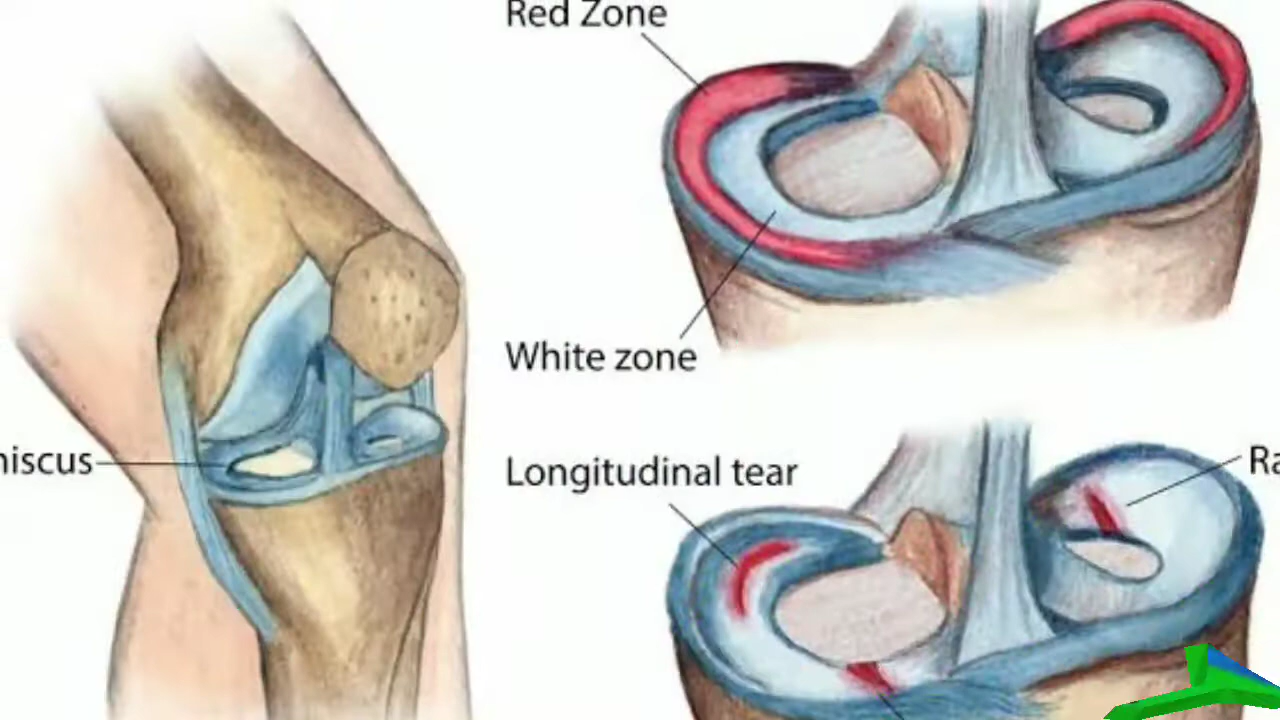 Red Zone
White zone
niscus
Longitudinal tear
Ra